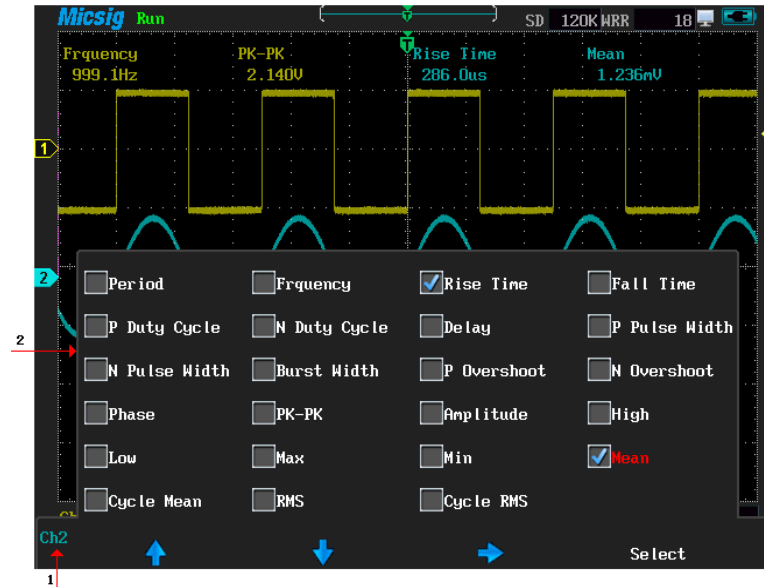 Micsig Run T SD 120K WRR 18
Frquency PK-PK T Rise Time Mean
999.1Hz 2.140V 286.0us 1.236mV
1
2
Period Frquency Rise Time Fall Time
P Duty Cycle N Duty Cycle Delay P Pulse Width
2
N Pulse Width Burst Width P Overshoot N Overshoot
Phase PK-PK Amplitude High
Low Max Min Mean
Cycle Mean RMS Cycle RMS
Ch2
Select
1